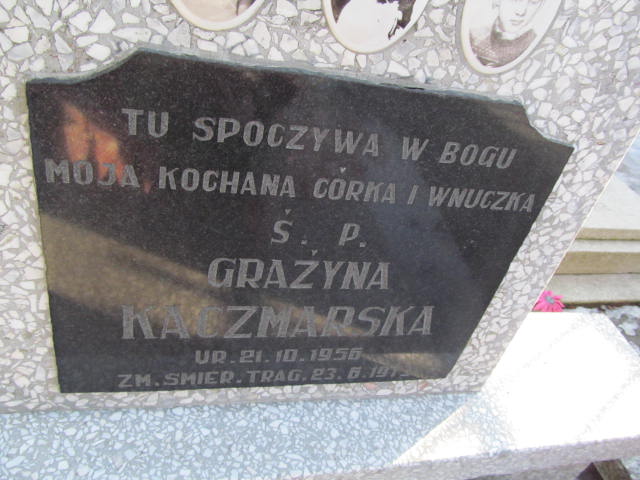 TU SPOCZYWA W BOGU
MOJA KOCHANA CÓRKA I WNUCZKA
Ś. P.
GRAŻYNA
KACZMARSKA
UR. 21.10.1956
ZM. ŚMIER. TRAG. 23.6.